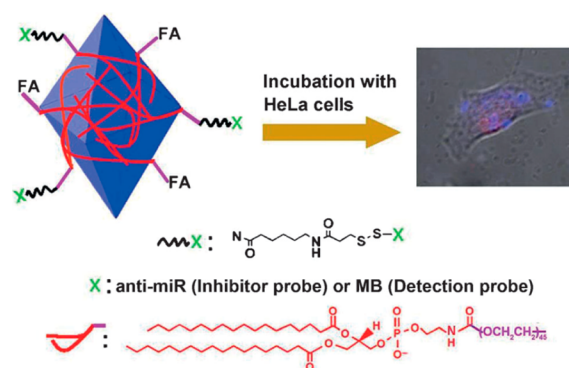 X
FA
FA
X
X
FA
FA
Incubation with
HeLa cells
X : N O N H O S S X
X : anti-miR (Inhibitor probe) or MB (Detection probe)
: O O O O H O P O O⁻ O N H O (OCH₂CH₂)₄₅